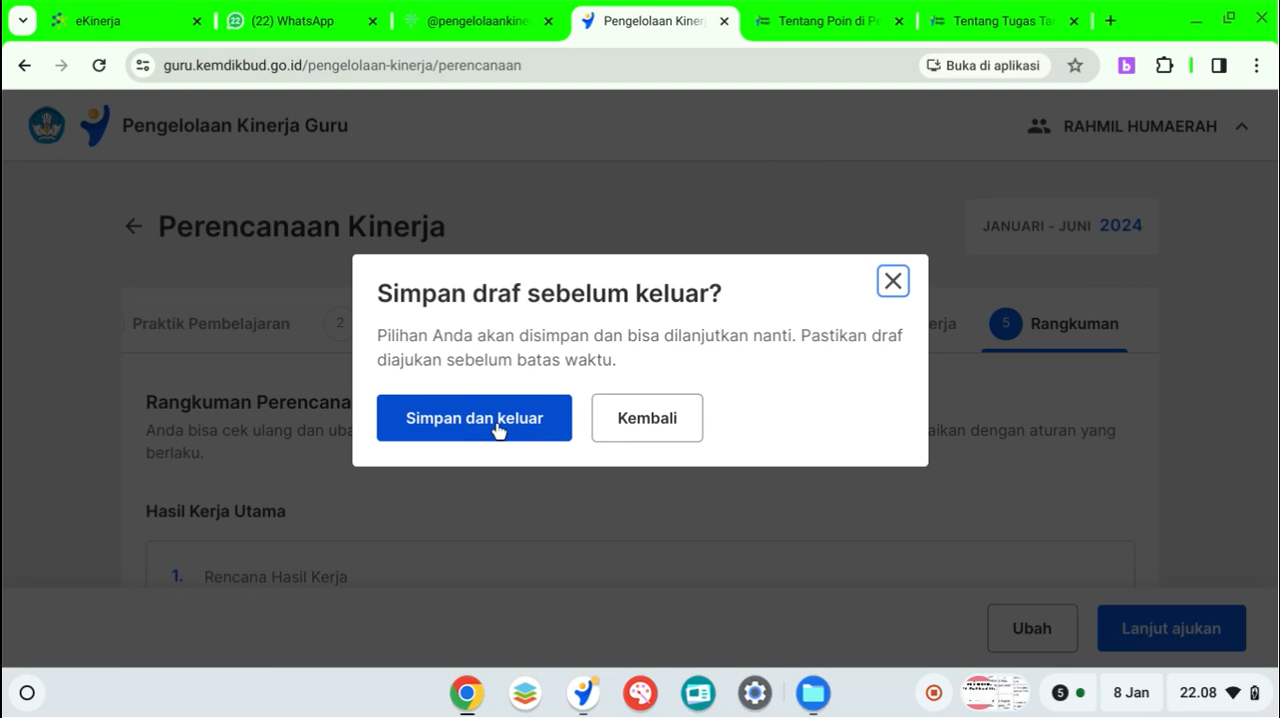 eKinerja
(22) WhatsApp
@pengelolaankine
Pengelolaan Kiner
Tentang Poin di Pe
Tentang Tugas Ta
guru.kemdikbud.go.id/pengelolaan-kinerja/perencanaan
Buka di aplikasi
Pengelolaan Kinerja Guru
RAHMIL HUMAERAH
Perencanaan Kinerja
JANUARI - JUNI 2024
Simpan draf sebelum keluar?
Pilihan Anda akan disimpan dan bisa dilanjutkan nanti. Pastikan draf
diajukan sebelum batas waktu.
Simpan dan keluar
Kembali
Praktik Pembelajaran
2
erja
5 Rangkuman
Rangkuman Perencana
Anda bisa cek ulang dan uba
aikan dengan aturan yang
berlaku.
Hasil Kerja Utama
1. Rencana Hasil Kerja
Ubah
Lanjut ajukan
5
8 Jan
22.08